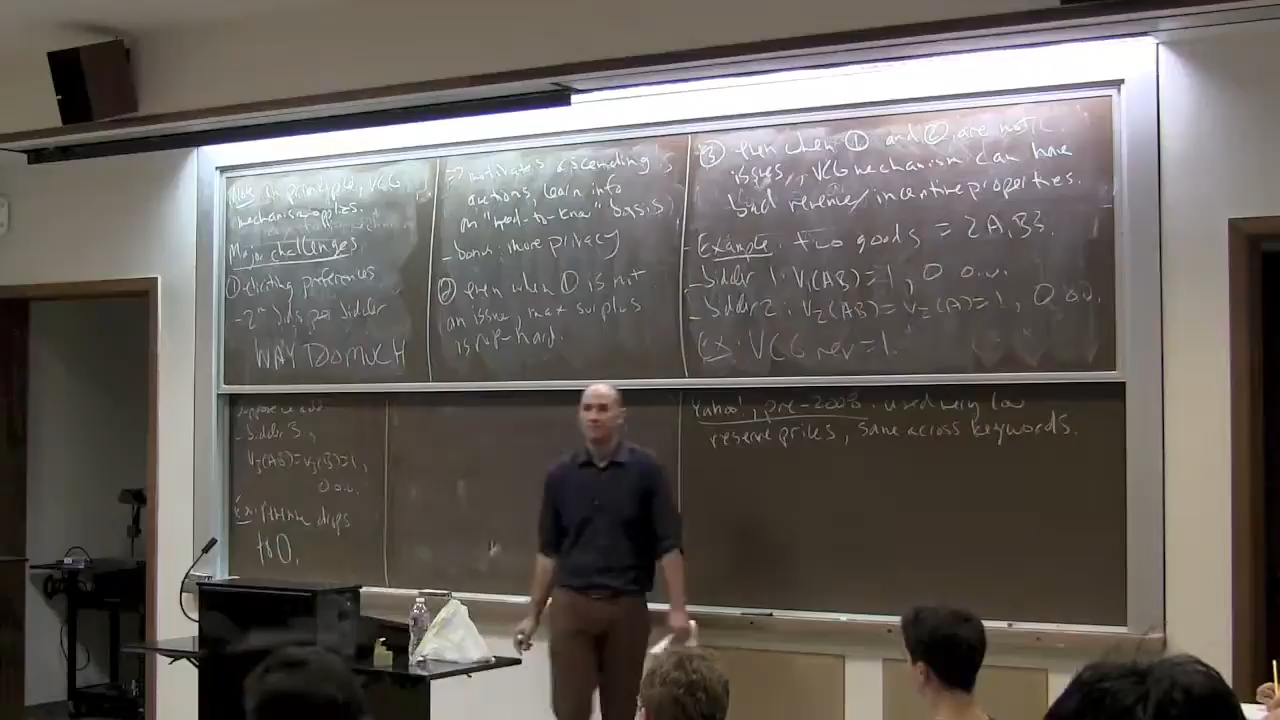 Note: in principle, VCG
mechanism applies.
Major challenges
① eliciting preferences
- 2^m bids per bidder
WAY TOO MUCH
=> motivates ascending
auctions, learn info
on "need-to-know" basis
- bonus: more privacy
② even when ① is not
an issue, max surplus
is NP-hard.
③ even when ① and ② are not
issues, VCG mechanism can have
bad revenue/incentive properties.
Example: two goods = {A,B}.
- bidder 1: V₁(AB)=1, 0 o.w.
- bidder 2: V₂(AB)=V₂(A)=1, 0 o.w.
Ex: VCG rev=1.
Suppose we add
- bidder 3:
V₃(AB)=V₃(B)=1,
0 o.w.
Ex: revenue drops
to 0.
Yahoo!, pre-2008: used very low
reserve prices, same across keywords.